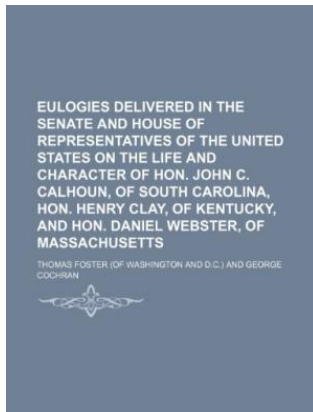 EULOGIES DELIVERED IN THE
SENATE AND HOUSE OF
REPRESENTATIVES OF THE UNITED
STATES ON THE LIFE AND
CHARACTER OF HON. JOHN C.
CALHOUN, OF SOUTH CAROLINA,
HON. HENRY CLAY, OF KENTUCKY,
AND HON. DANIEL WEBSTER, OF
MASSACHUSETTS
THOMAS FOSTER (OF WASHINGTON AND D.C.) AND GEORGE
COCHRAN